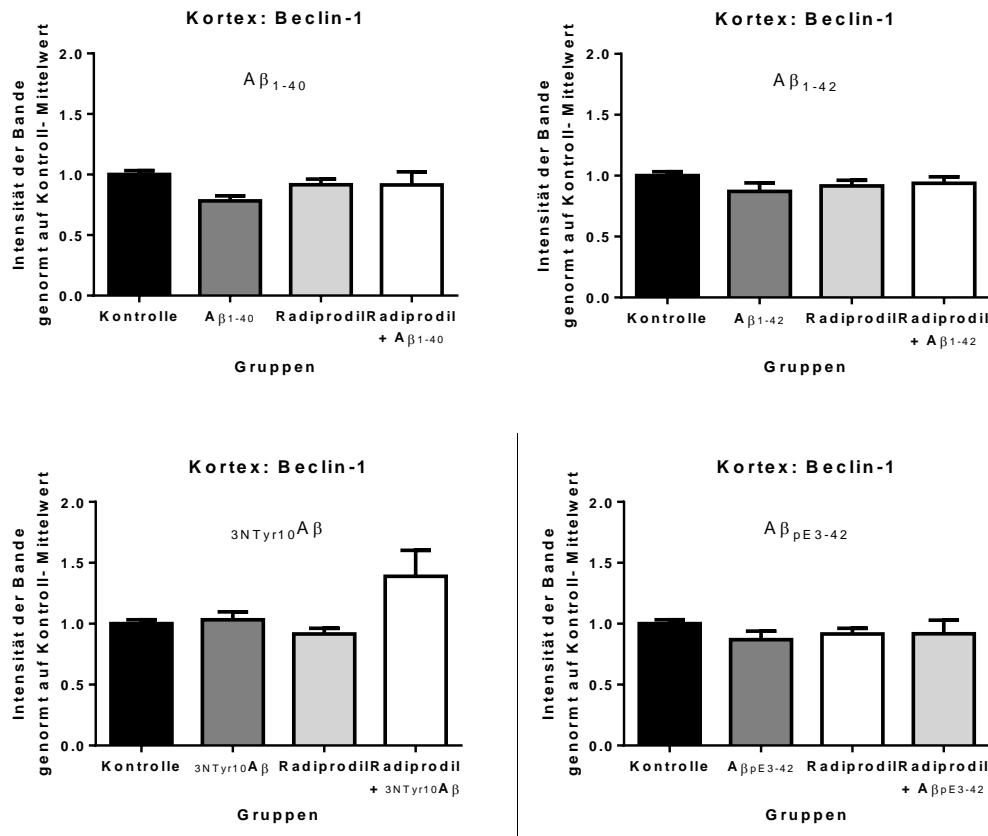 Kortex: Beclin-1
Intensität der Bande
genormt auf Kontroll-Mittelwert
2.0
1.5
1.0
0.5
0.0
Aβ1-40
Kontrolle Aβ1-40 Radiprodil Radiprodil
+ Aβ1-40
Gruppen
Kortex: Beclin-1
Intensität der Bande
genormt auf Kontroll-Mittelwert
2.0
1.5
1.0
0.5
0.0
Aβ1-42
Kontrolle Aβ1-42 Radiprodil Radiprodil
+ Aβ1-42
Gruppen
Kortex: Beclin-1
Intensität der Bande
genormt auf Kontroll-Mittelwert
2.0
1.5
1.0
0.5
0.0
3NTyr10Aβ
Kontrolle 3NTyr10Aβ Radiprodil Radiprodil
+ 3NTyr10Aβ
Gruppen
Kortex: Beclin-1
Intensität der Bande
genormt auf Kontroll-Mittelwert
2.0
1.5
1.0
0.5
0.0
AβpE3-42
Kontrolle AβpE3-42 Radiprodil Radiprodil
+ AβpE3-42
Gruppen